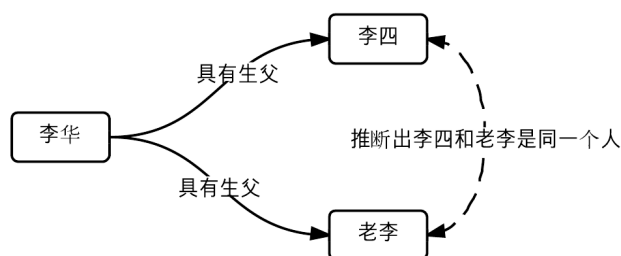 李四
具有生父
李华
推断出李四和老李是同一个人
具有生父
老李